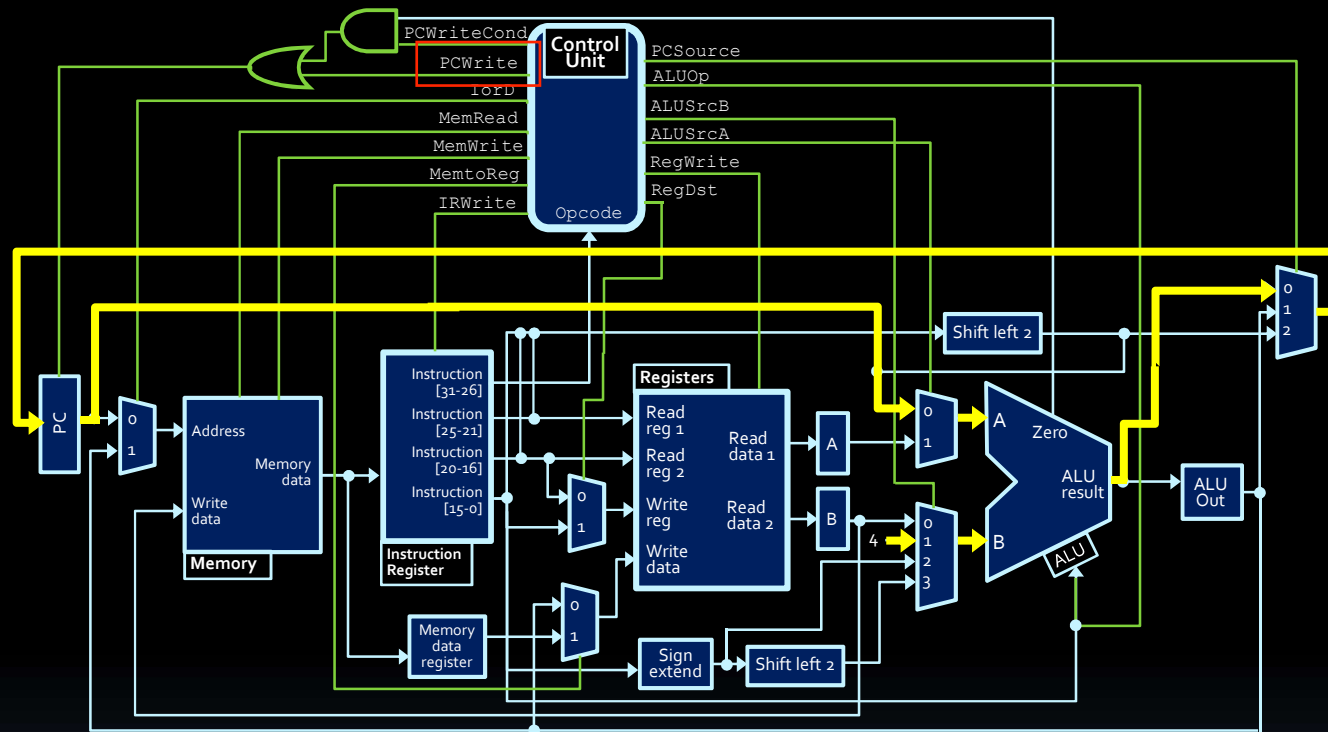 PCWriteCond
PCWrite
IorD
MemRead
MemWrite
MemtoReg
IRWrite
Control
Unit
Opcode
PCSource
ALUOp
ALUSrcB
ALUSrcA
RegWrite
RegDst
PC
0
1
Address
Memory
data
Write
data
Memory
Instruction
[31-26]
Instruction
[25-21]
Instruction
[20-16]
Instruction
[15-0]
Instruction
Register
Memory
data
register
0
1
0
1
Registers
Read
reg 1
Read
reg 2
Write
reg
Write
data
Read
data 1
Read
data 2
A
B
Sign
extend
Shift left 2
Shift left 2
0
1
4
0
1
2
3
A
B
Zero
ALU
result
ALU
ALU
Out
0
1
2